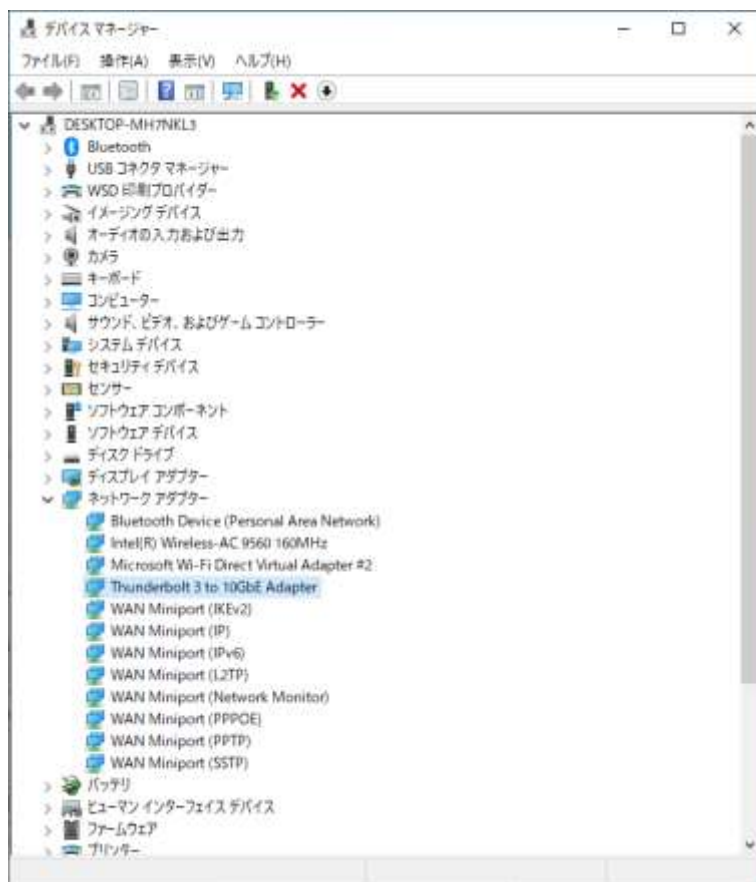 デバイス マネージャー
ファイル(F) 操作(A) 表示(V) ヘルプ(H)
DESKTOP-MH7NKL3
Bluetooth
USB コネクタ マネージャー
WSD 印刷プロバイダー
イメージング デバイス
オーディオの入力および出力
カメラ
キーボード
コンピューター
サウンド、ビデオ、およびゲーム コントローラー
システム デバイス
セキュリティ デバイス
センサー
ソフトウェア コンポーネント
ソフトウェア デバイス
ディスク ドライブ
ディスプレイ アダプター
ネットワーク アダプター
Bluetooth Device (Personal Area Network)
Intel(R) Wireless-AC 9560 160MHz
Microsoft Wi-Fi Direct Virtual Adapter #2
Thunderbolt 3 to 10GbE Adapter
WAN Miniport (IKEv2)
WAN Miniport (IP)
WAN Miniport (IPv6)
WAN Miniport (L2TP)
WAN Miniport (Network Monitor)
WAN Miniport (PPPOE)
WAN Miniport (PPTP)
WAN Miniport (SSTP)
バッテリ
ヒューマン インターフェイス デバイス
ファームウェア
プリンター